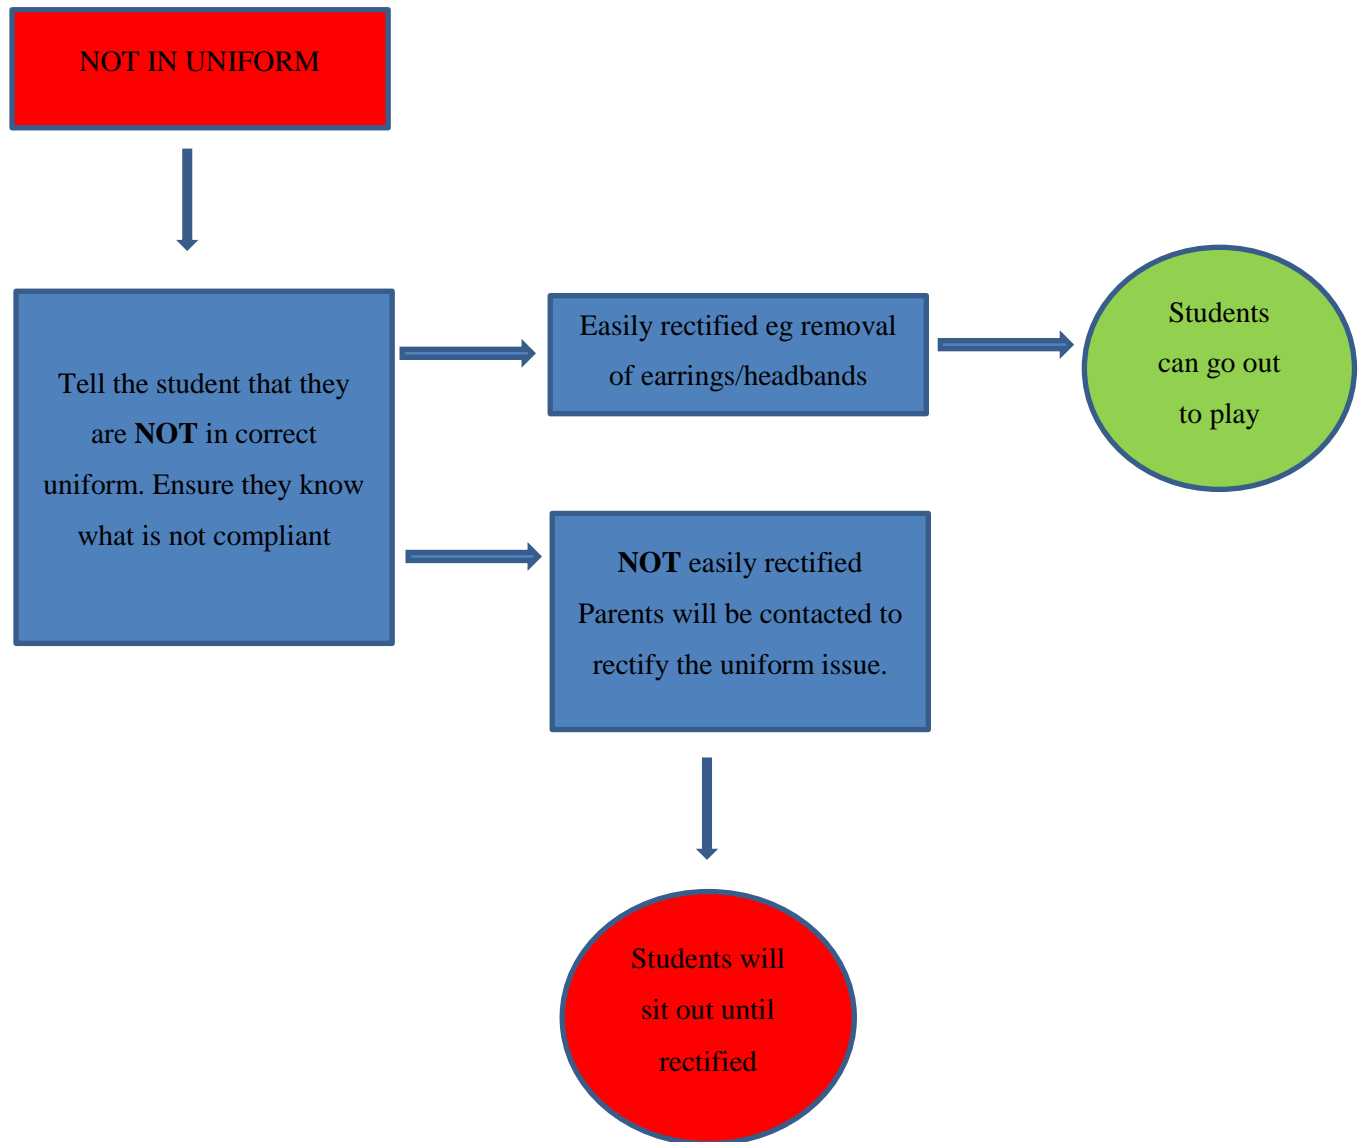 NOT IN UNIFORM
Tell the student that they
are NOT in correct
uniform. Ensure they know
what is not compliant
Easily rectified eg removal
of earrings/headbands
Students
can go out
to play
NOT easily rectified
Parents will be contacted to
rectify the uniform issue.
Students will
sit out until
rectified